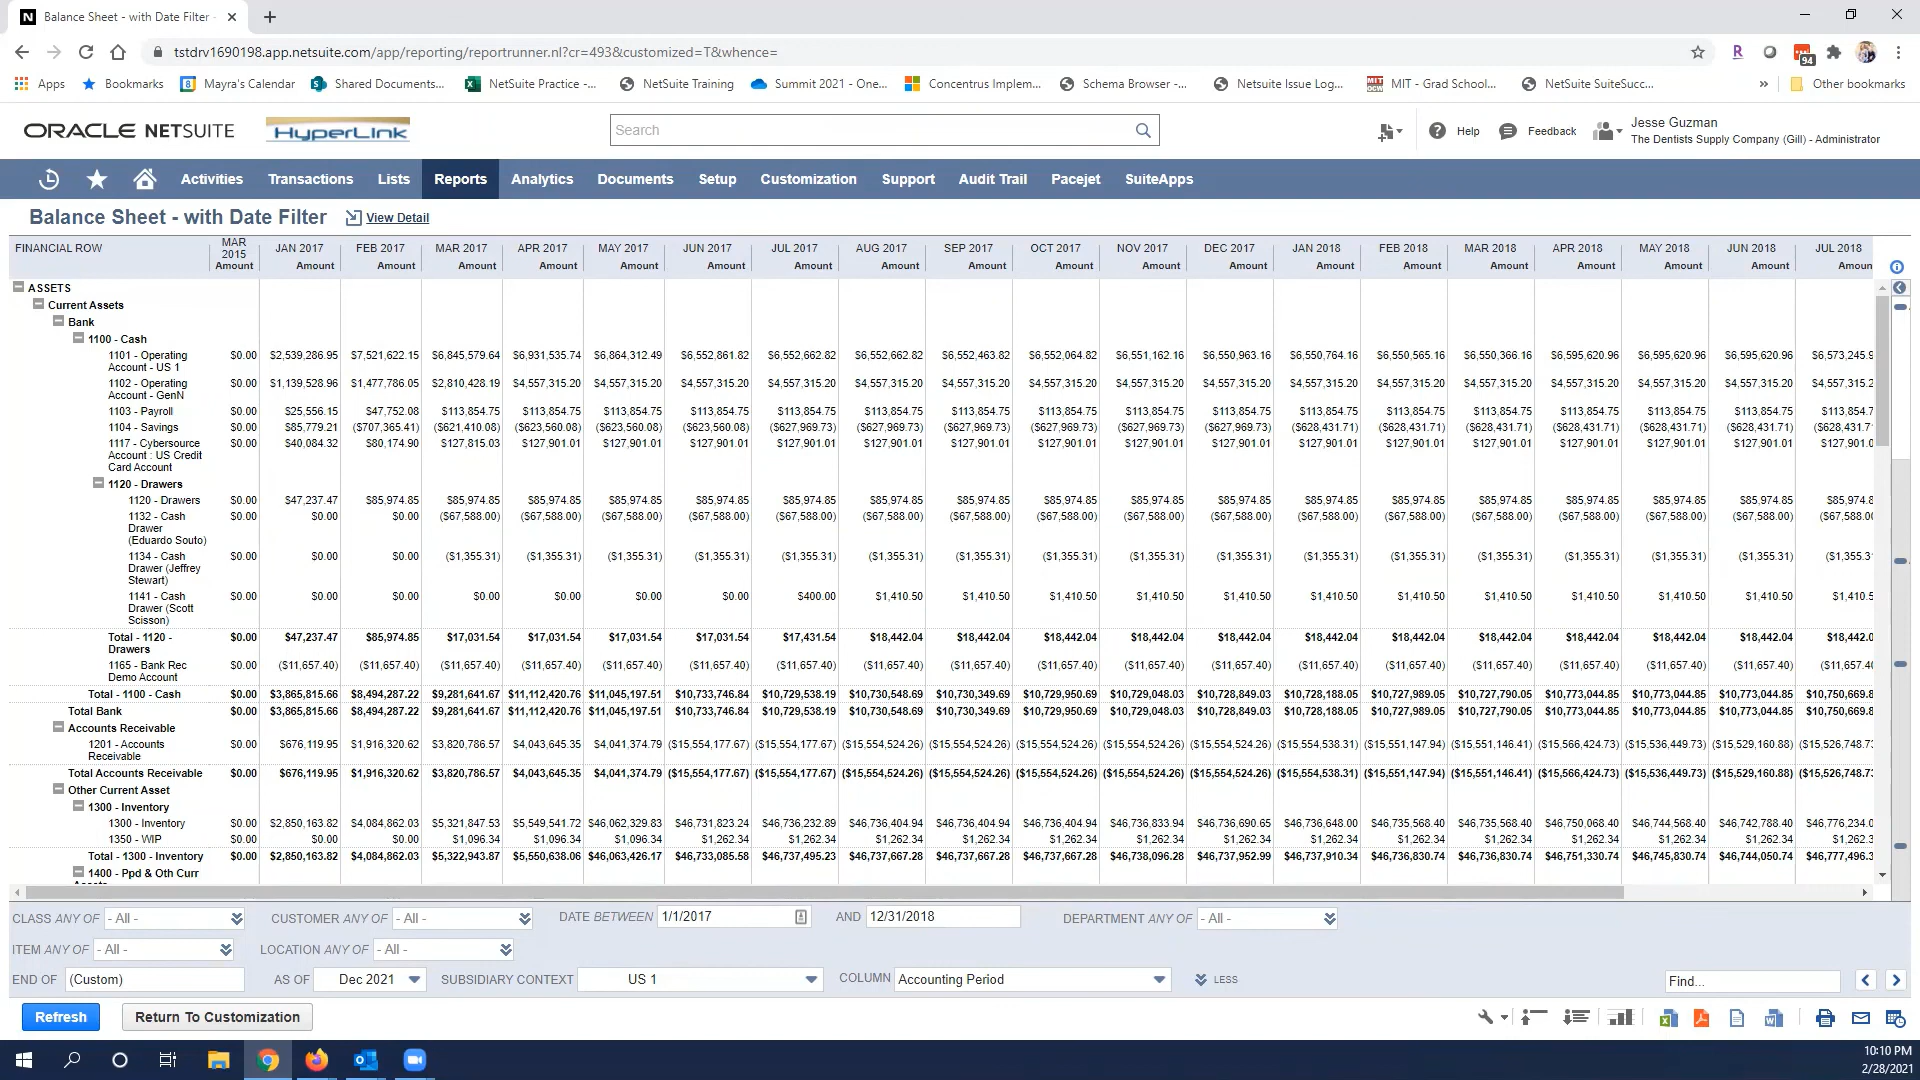 Balance Sheet - with Date Filter -
tstdrv1690198.app.netsuite.com/app/reporting/reportrunner.nl?cr=493&customized=T&whence=
94
Apps Bookmarks Mayra's Calendar Shared Documents... NetSuite Practice -... NetSuite Training Summit 2021 - One... Concentrus Implem... Schema Browser -... Netsuite Issue Log... MIT - Grad School... NetSuite SuiteSucc... » Other bookmarks
ORACLE NETSUITE HyperLink Search Help Feedback Jesse Guzman
The Dentists Supply Company (Gill) - Administrator
Activities Transactions Lists Reports Analytics Documents Setup Customization Support Audit Trail Pacejet SuiteApps
Balance Sheet - with Date Filter View Detail
FINANCIAL ROW MAR 2015 JAN 2017 FEB 2017 MAR 2017 APR 2017 MAY 2017 JUN 2017 JUL 2017 AUG 2017 SEP 2017 OCT 2017 NOV 2017 DEC 2017 JAN 2018 FEB 2018 MAR 2018 APR 2018 MAY 2018 JUN 2018 JUL 2018
Amount Amount Amount Amount Amount Amount Amount Amount Amount Amount Amount Amount Amount Amount Amount Amount Amount Amount Amount Amoun
ASSETS
Current Assets
Bank
1100 - Cash
1101 - Operating Account - US 1 $0.00 $2,539,286.95 $7,521,622.15 $6,845,579.64 $6,931,535.74 $6,864,312.49 $6,552,861.82 $6,552,662.82 $6,552,662.82 $6,552,463.82 $6,552,064.82 $6,551,162.16 $6,550,963.16 $6,550,764.16 $6,550,565.16 $6,550,366.16 $6,595,620.96 $6,595,620.96 $6,595,620.96 $6,573,245.9
1102 - Operating Account - GenN $0.00 $1,139,528.96 $1,477,786.05 $2,810,428.19 $4,557,315.20 $4,557,315.20 $4,557,315.20 $4,557,315.20 $4,557,315.20 $4,557,315.20 $4,557,315.20 $4,557,315.20 $4,557,315.20 $4,557,315.20 $4,557,315.20 $4,557,315.20 $4,557,315.20 $4,557,315.20 $4,557,315.20 $4,557,315.2
1103 - Payroll $0.00 $25,556.15 $47,752.08 $113,854.75 $113,854.75 $113,854.75 $113,854.75 $113,854.75 $113,854.75 $113,854.75 $113,854.75 $113,854.75 $113,854.75 $113,854.75 $113,854.75 $113,854.75 $113,854.75 $113,854.75 $113,854.75 $113,854.7
1104 - Savings $0.00 $85,779.21 ($707,365.41) ($621,410.08) ($623,560.08) ($623,560.08) ($623,560.08) ($627,969.73) ($627,969.73) ($627,969.73) ($627,969.73) ($627,969.73) ($627,969.73) ($628,431.71) ($628,431.71) ($628,431.71) ($628,431.71) ($628,431.71) ($628,431.71) ($628,431.7
1117 - Cybersource Account : US Credit Card Account $0.00 $40,084.32 $80,174.90 $127,815.03 $127,901.01 $127,901.01 $127,901.01 $127,901.01 $127,901.01 $127,901.01 $127,901.01 $127,901.01 $127,901.01 $127,901.01 $127,901.01 $127,901.01 $127,901.01 $127,901.01 $127,901.01 $127,901.0
1120 - Drawers
1120 - Drawers $0.00 $47,237.47 $85,974.85 $85,974.85 $85,974.85 $85,974.85 $85,974.85 $85,974.85 $85,974.85 $85,974.85 $85,974.85 $85,974.85 $85,974.85 $85,974.85 $85,974.85 $85,974.85 $85,974.85 $85,974.85 $85,974.85 $85,974.8
1132 - Cash Drawer (Eduardo Souto) $0.00 $0.00 $0.00 ($67,588.00) ($67,588.00) ($67,588.00) ($67,588.00) ($67,588.00) ($67,588.00) ($67,588.00) ($67,588.00) ($67,588.00) ($67,588.00) ($67,588.00) ($67,588.00) ($67,588.00) ($67,588.00) ($67,588.00) ($67,588.00) ($67,588.0
1134 - Cash Drawer (Jeffrey Stewart) $0.00 $0.00 $0.00 ($1,355.31) ($1,355.31) ($1,355.31) ($1,355.31) ($1,355.31) ($1,355.31) ($1,355.31) ($1,355.31) ($1,355.31) ($1,355.31) ($1,355.31) ($1,355.31) ($1,355.31) ($1,355.31) ($1,355.31) ($1,355.31) ($1,355.3
1141 - Cash Drawer (Scott Scisson) $0.00 $0.00 $0.00 $0.00 $0.00 $0.00 $0.00 $400.00 $1,410.50 $1,410.50 $1,410.50 $1,410.50 $1,410.50 $1,410.50 $1,410.50 $1,410.50 $1,410.50 $1,410.50 $1,410.50 $1,410.5
Total - 1120 - Drawers $0.00 $47,237.47 $85,974.85 $17,031.54 $17,031.54 $17,031.54 $17,031.54 $17,431.54 $18,442.04 $18,442.04 $18,442.04 $18,442.04 $18,442.04 $18,442.04 $18,442.04 $18,442.04 $18,442.04 $18,442.04 $18,442.04 $18,442.0
1165 - Bank Rec Demo Account $0.00 ($11,657.40) ($11,657.40) ($11,657.40) ($11,657.40) ($11,657.40) ($11,657.40) ($11,657.40) ($11,657.40) ($11,657.40) ($11,657.40) ($11,657.40) ($11,657.40) ($11,657.40) ($11,657.40) ($11,657.40) ($11,657.40) ($11,657.40) ($11,657.40) ($11,657.4
Total - 1100 - Cash $0.00 $3,865,815.66 $8,494,287.22 $9,281,641.67 $11,112,420.76 $11,045,197.51 $10,733,746.84 $10,729,538.19 $10,730,548.69 $10,730,349.69 $10,729,950.69 $10,729,048.03 $10,728,849.03 $10,728,188.05 $10,727,989.05 $10,727,790.05 $10,773,044.85 $10,773,044.85 $10,773,044.85 $10,750,669.8
Total Bank $0.00 $3,865,815.66 $8,494,287.22 $9,281,641.67 $11,112,420.76 $11,045,197.51 $10,733,746.84 $10,729,538.19 $10,730,548.69 $10,730,349.69 $10,729,950.69 $10,729,048.03 $10,728,849.03 $10,728,188.05 $10,727,989.05 $10,727,790.05 $10,773,044.85 $10,773,044.85 $10,773,044.85 $10,750,669.8
Accounts Receivable
1201 - Accounts Receivable $0.00 $676,119.95 $1,916,320.62 $3,820,786.57 $4,043,645.35 $4,041,374.79 ($15,554,177.67) ($15,554,177.67) ($15,554,524.26) ($15,554,524.26) ($15,554,524.26) ($15,554,524.26) ($15,554,524.26) ($15,554,538.31) ($15,551,147.94) ($15,551,146.41) ($15,566,424.73) ($15,536,449.73) ($15,529,160.88) ($15,526,748.7
Total Accounts Receivable $0.00 $676,119.95 $1,916,320.62 $3,820,786.57 $4,043,645.35 $4,041,374.79 ($15,554,177.67) ($15,554,177.67) ($15,554,524.26) ($15,554,524.26) ($15,554,524.26) ($15,554,524.26) ($15,554,524.26) ($15,554,538.31) ($15,551,147.94) ($15,551,146.41) ($15,566,424.73) ($15,536,449.73) ($15,529,160.88) ($15,526,748.7
Other Current Asset
1300 - Inventory
1300 - Inventory $0.00 $2,850,163.82 $4,084,862.03 $5,321,847.53 $5,549,541.72 $46,062,329.83 $46,731,823.24 $46,736,232.89 $46,736,404.94 $46,736,404.94 $46,736,404.94 $46,736,833.94 $46,736,690.65 $46,736,648.00 $46,735,568.40 $46,735,568.40 $46,750,068.40 $46,744,568.40 $46,742,788.40 $46,776,234.0
1350 - WIP $0.00 $0.00 $0.00 $1,096.34 $1,096.34 $1,096.34 $1,262.34 $1,262.34 $1,262.34 $1,262.34 $1,262.34 $1,262.34 $1,262.34 $1,262.34 $1,262.34 $1,262.34 $1,262.34 $1,262.34 $1,262.34 $1,262.3
Total - 1300 - Inventory $0.00 $2,850,163.82 $4,084,862.03 $5,322,943.87 $5,550,638.06 $46,063,426.17 $46,733,085.58 $46,737,495.23 $46,737,667.28 $46,737,667.28 $46,737,667.28 $46,738,096.28 $46,737,952.99 $46,737,910.34 $46,736,830.74 $46,736,830.74 $46,751,330.74 $46,745,830.74 $46,744,050.74 $46,777,496.3
1400 - Ppd & Oth Curr
CLASS ANY OF - All - CUSTOMER ANY OF - All - DATE BETWEEN 1/1/2017 AND 12/31/2018 DEPARTMENT ANY OF - All -
ITEM ANY OF - All - LOCATION ANY OF - All -
END OF (Custom) AS OF Dec 2021 SUBSIDIARY CONTEXT US 1 COLUMN Accounting Period LESS Find...
Refresh Return To Customization
10:10 PM
2/28/2021